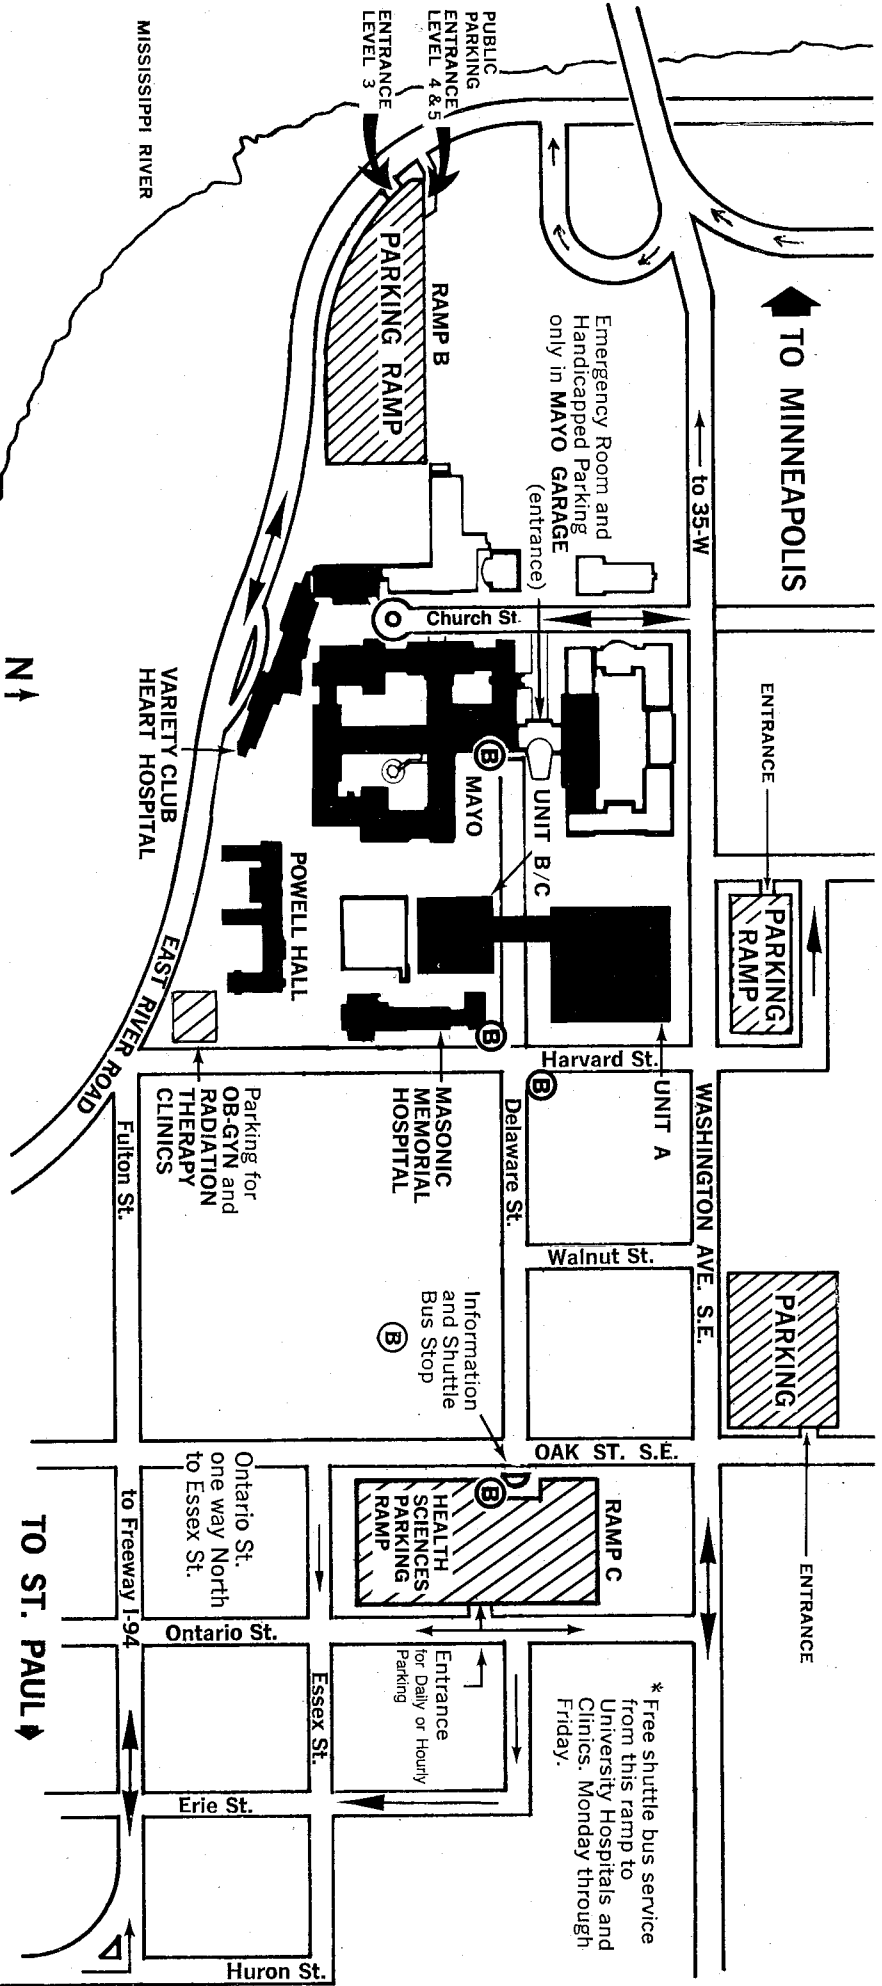 MISSISSIPPI RIVER
PUBLIC
PARKING
ENTRANCE
LEVEL 4 & 5
ENTRANCE
LEVEL 3
RAMP B
PARKING RAMP
TO MINNEAPOLIS
Emergency Room and
Handicapped Parking
only in MAYO GARAGE
(entrance)
to 35-W
Church St.
N
VARIETY CLUB
HEART HOSPITAL
MAYO
UNIT B/C
POWELL HALL
ENTRANCE
PARKING
RAMP
EAST RIVER ROAD
Harvard St.
UNIT A
WASHINGTON AVE. S.E.
MASONIC
MEMORIAL
HOSPITAL
Parking for
OB-GYN and
RADIATION
THERAPY
CLINICS
Fulton St.
Delaware St.
Walnut St.
PARKING
ENTRANCE
Information
and Shuttle
Bus Stop
B
B
B
B
B
OAK ST. S.E.
RAMP C
HEALTH
SCIENCES
PARKING
RAMP
Ontario St.
one way North
to Essex St.
to Freeway I-94
Ontario St.
Essex St.
Entrance
for Daily or Hourly
Parking
* Free shuttle bus service
from this ramp to
University Hospitals and
Clinics. Monday through
Friday.
TO ST. PAUL
Erie St.
Huron St.